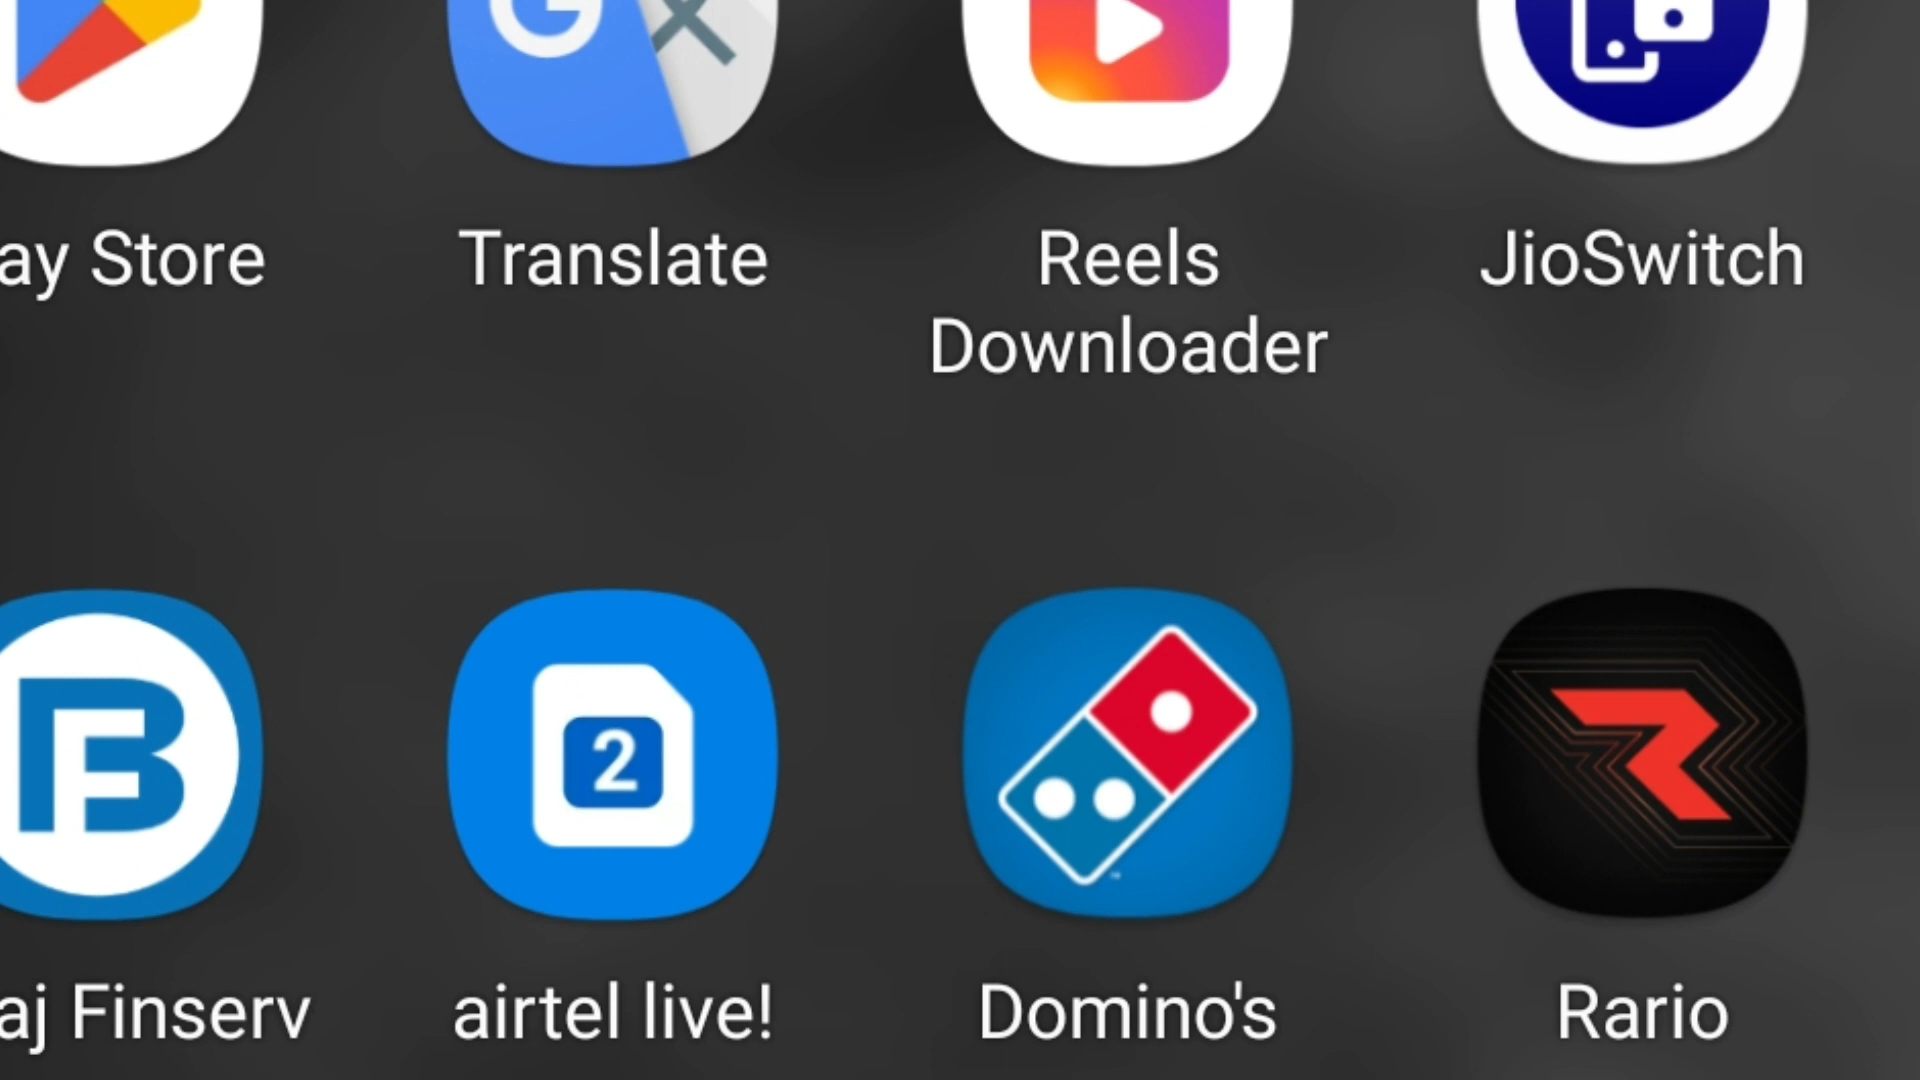 ay Store
Translate
Reels
Downloader
JioSwitch
2
aj Finserv
airtel live!
Domino's
Rario